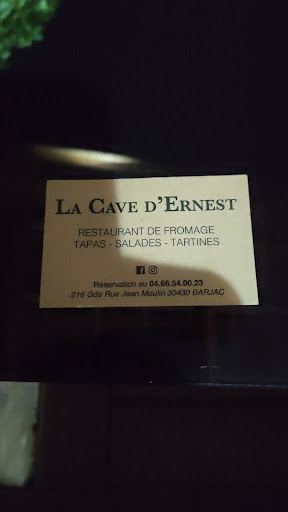 LA CAVE D'ERNEST
RESTAURANT DE FROMAGE
TAPAS - SALADES - TARTINES
Réservation au 04.66.54.00.23
216 Gde Rue Jean Moulin 30430 BARJAC